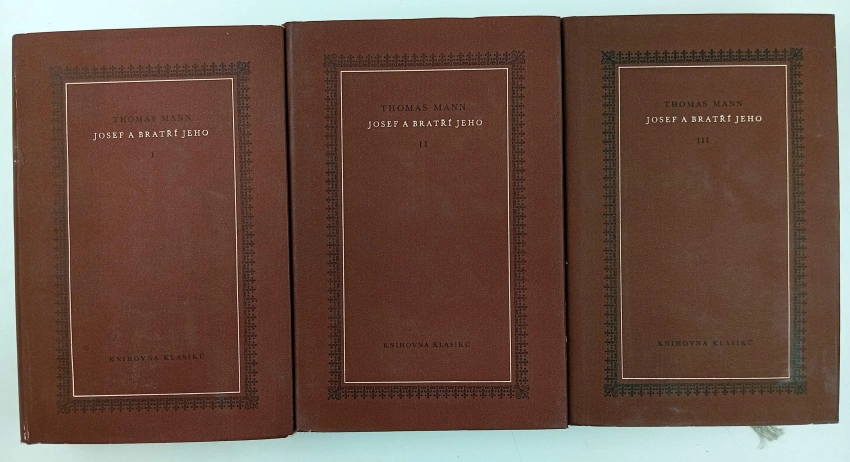 THOMAS MANN
JOSEF A BRATŘÍ JEHO
I
KNIHOVNA KLASIKŮ
THOMAS MANN
JOSEF A BRATŘÍ JEHO
II
KNIHOVNA KLASIKŮ
THOMAS MANN
JOSEF A BRATŘÍ JEHO
III
KNIHOVNA KLASIKŮ